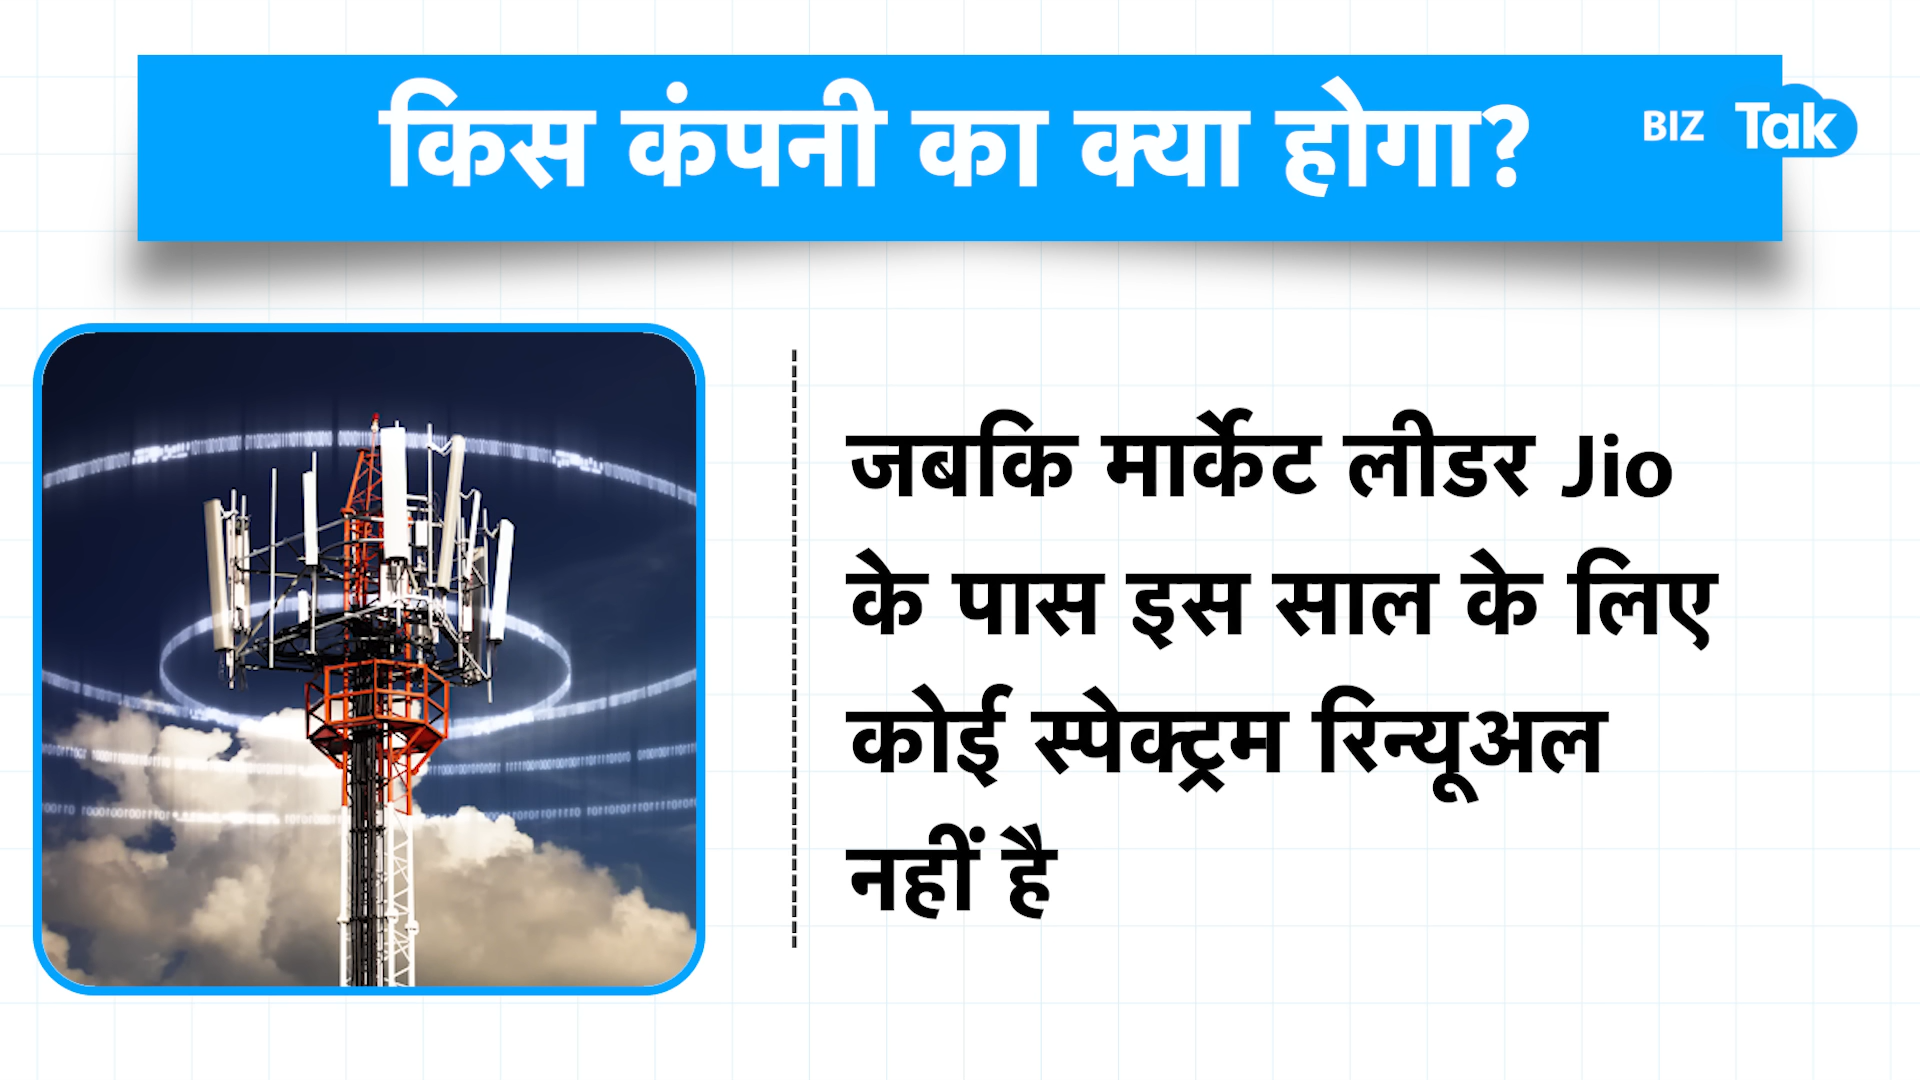 किस कंपनी का क्या होगा?
BIZ Tak
जबकि मार्केट लीडर Jio
के पास इस साल के लिए
कोई स्पेक्ट्रम रिन्यूअल
नहीं है